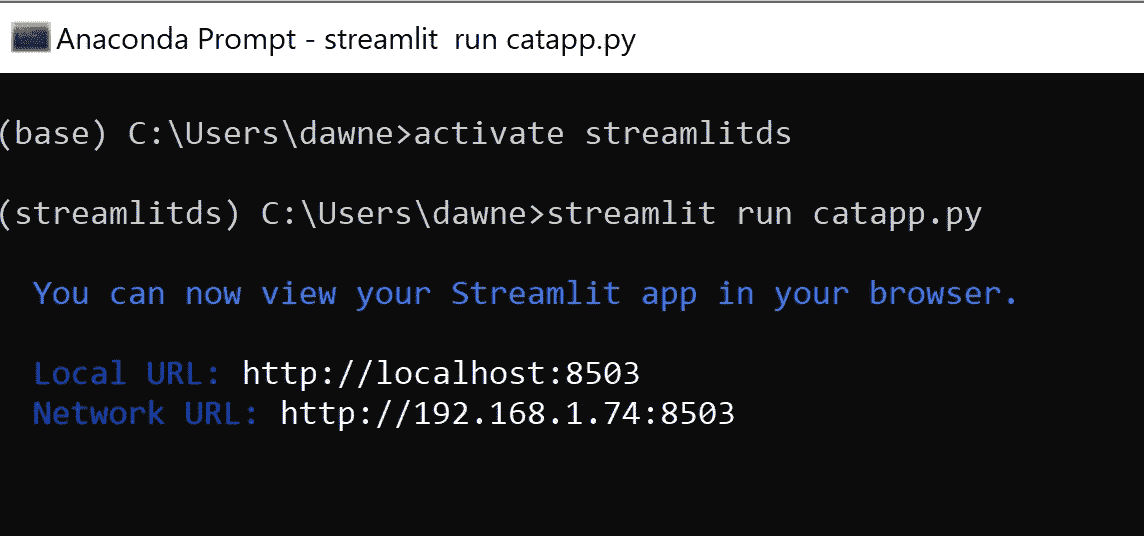 Anaconda Prompt - streamlit  run catapp.py
(base) C:\Users\dawne>activate streamlitds
(streamlitds) C:\Users\dawne>streamlit run catapp.py
You can now view your Streamlit app in your browser.
Local URL: http://localhost:8503
Network URL: http://192.168.1.74:8503